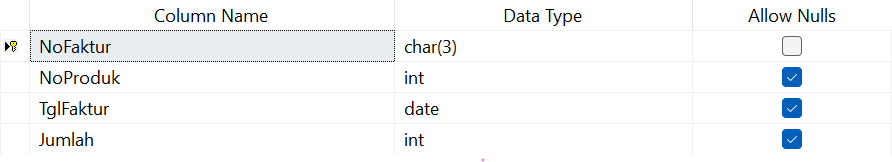 Column Name Data Type Allow Nulls
NoFaktur char(3)
NoProduk int
TglFaktur date
Jumlah int